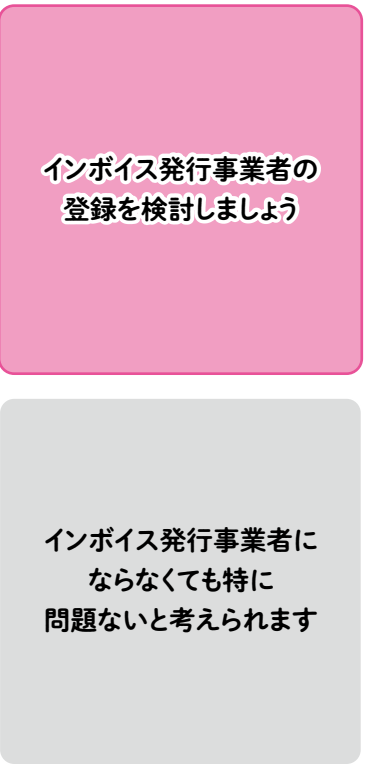 インボイス発行事業者の
登録を検討しましょう
インボイス発行事業者に
ならなくても特に
問題ないと考えられます